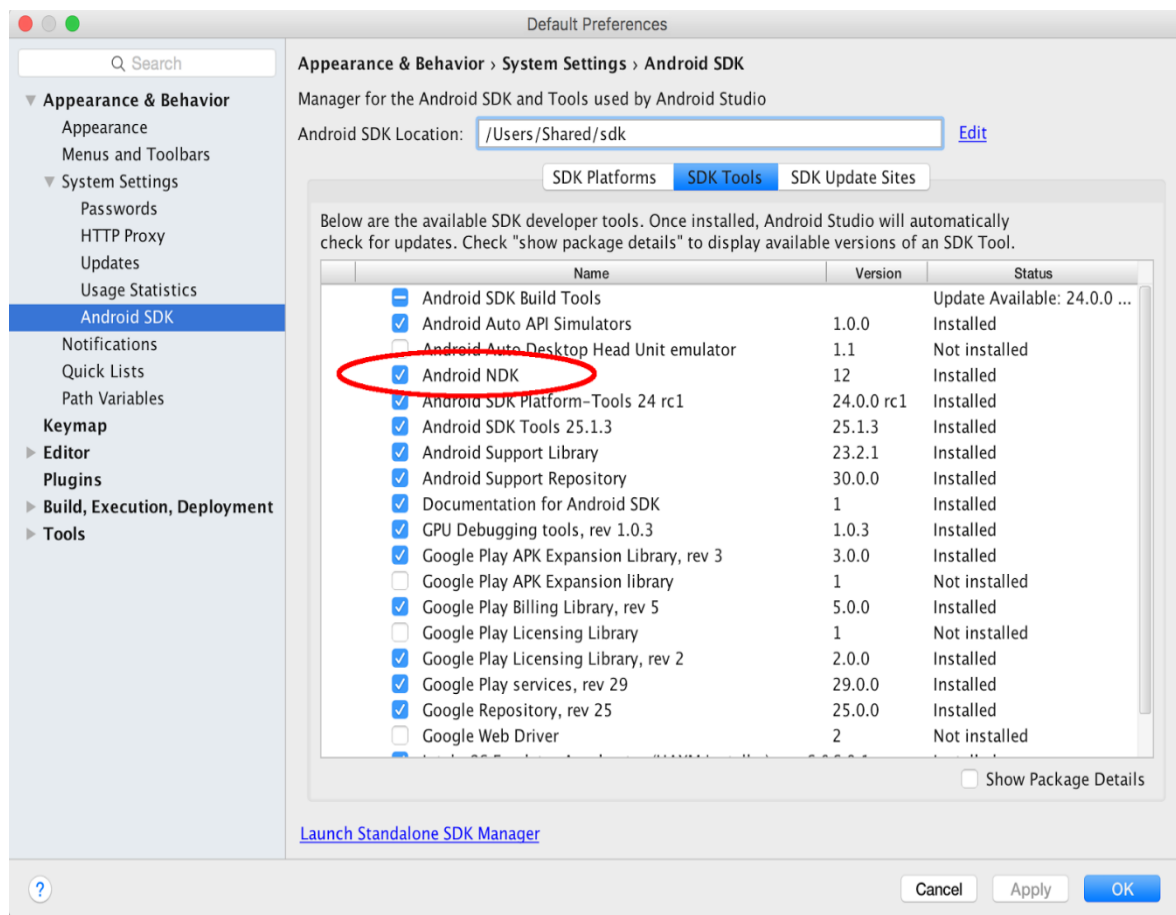 Default Preferences
Search
Appearance & Behavior
Appearance
Menus and Toolbars
System Settings
Passwords
HTTP Proxy
Updates
Usage Statistics
Android SDK
Notifications
Quick Lists
Path Variables
Keymap
Editor
Plugins
Build, Execution, Deployment
Tools
Appearance & Behavior › System Settings › Android SDK
Manager for the Android SDK and Tools used by Android Studio
Android SDK Location: /Users/Shared/sdk Edit
SDK Platforms SDK Tools SDK Update Sites
Below are the available SDK developer tools. Once installed, Android Studio will automatically
check for updates. Check "show package details" to display available versions of an SDK Tool.
Name Version Status
Android SDK Build Tools Update Available: 24.0.0 ...
Android Auto API Simulators 1.0.0 Installed
Android Auto Desktop Head Unit emulator 1.1 Not installed
Android NDK 12 Installed
Android SDK Platform-Tools 24 rc1 24.0.0 rc1 Installed
Android SDK Tools 25.1.3 25.1.3 Installed
Android Support Library 23.2.1 Installed
Android Support Repository 30.0.0 Installed
Documentation for Android SDK 1 Installed
GPU Debugging tools, rev 1.0.3 1.0.3 Installed
Google Play APK Expansion Library, rev 3 3.0.0 Installed
Google Play APK Expansion library 1 Not installed
Google Play Billing Library, rev 5 5.0.0 Installed
Google Play Licensing Library 1 Not installed
Google Play Licensing Library, rev 2 2.0.0 Installed
Google Play services, rev 29 29.0.0 Installed
Google Repository, rev 25 25.0.0 Installed
Google Web Driver 2 Not installed
Show Package Details
Launch Standalone SDK Manager
? Cancel Apply OK